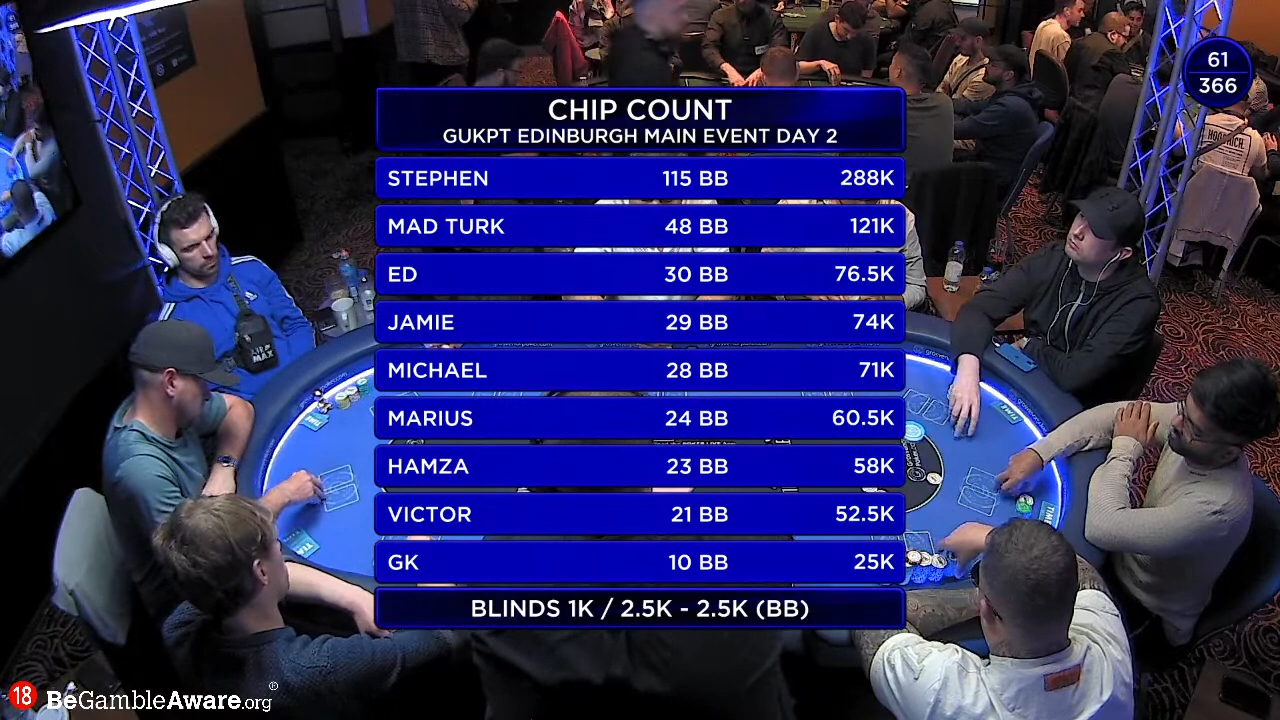 61
366
CHIP COUNT
GUKPT EDINBURGH MAIN EVENT DAY 2
STEPHEN 115 BB 288K
MAD TURK 48 BB 121K
ED 30 BB 76.5K
JAMIE 29 BB 74K
MICHAEL 28 BB 71K
MARIUS 24 BB 60.5K
HAMZA 23 BB 58K
VICTOR 21 BB 52.5K
GK 10 BB 25K
BLINDS 1K / 2.5K - 2.5K (BB)
AIR
MAX
TIME
TIME
TIME
18 BeGambleAware.org®